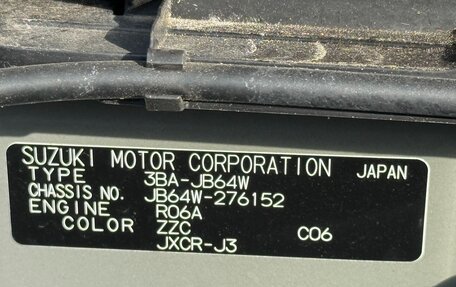 SUZUKI MOTOR CORPORATION JAPAN
TYPE 3BA-JB64W
CHASSIS NO. JB64W-276152
ENGINE R06A
COLOR ZZC C06
JXCR-J3